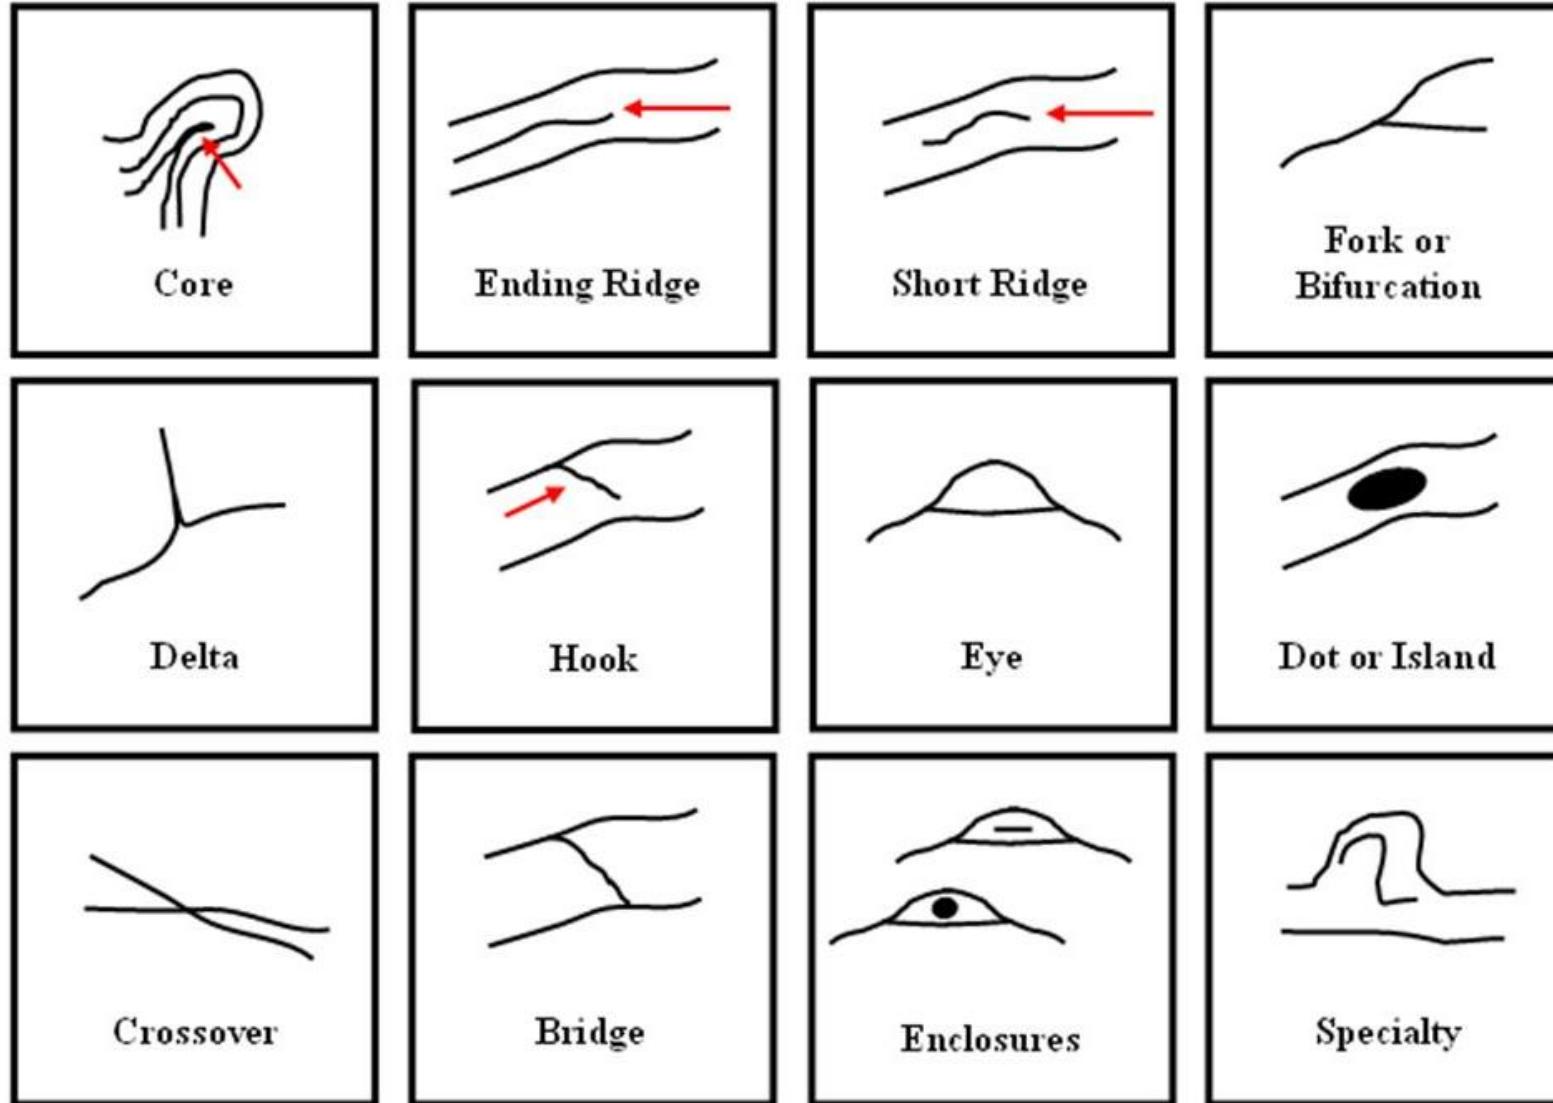 Core
Ending Ridge
Short Ridge
Fork or
Bifurcation
Delta
Hook
Eye
Dot or Island
Crossover
Bridge
Enclosures
Specialty